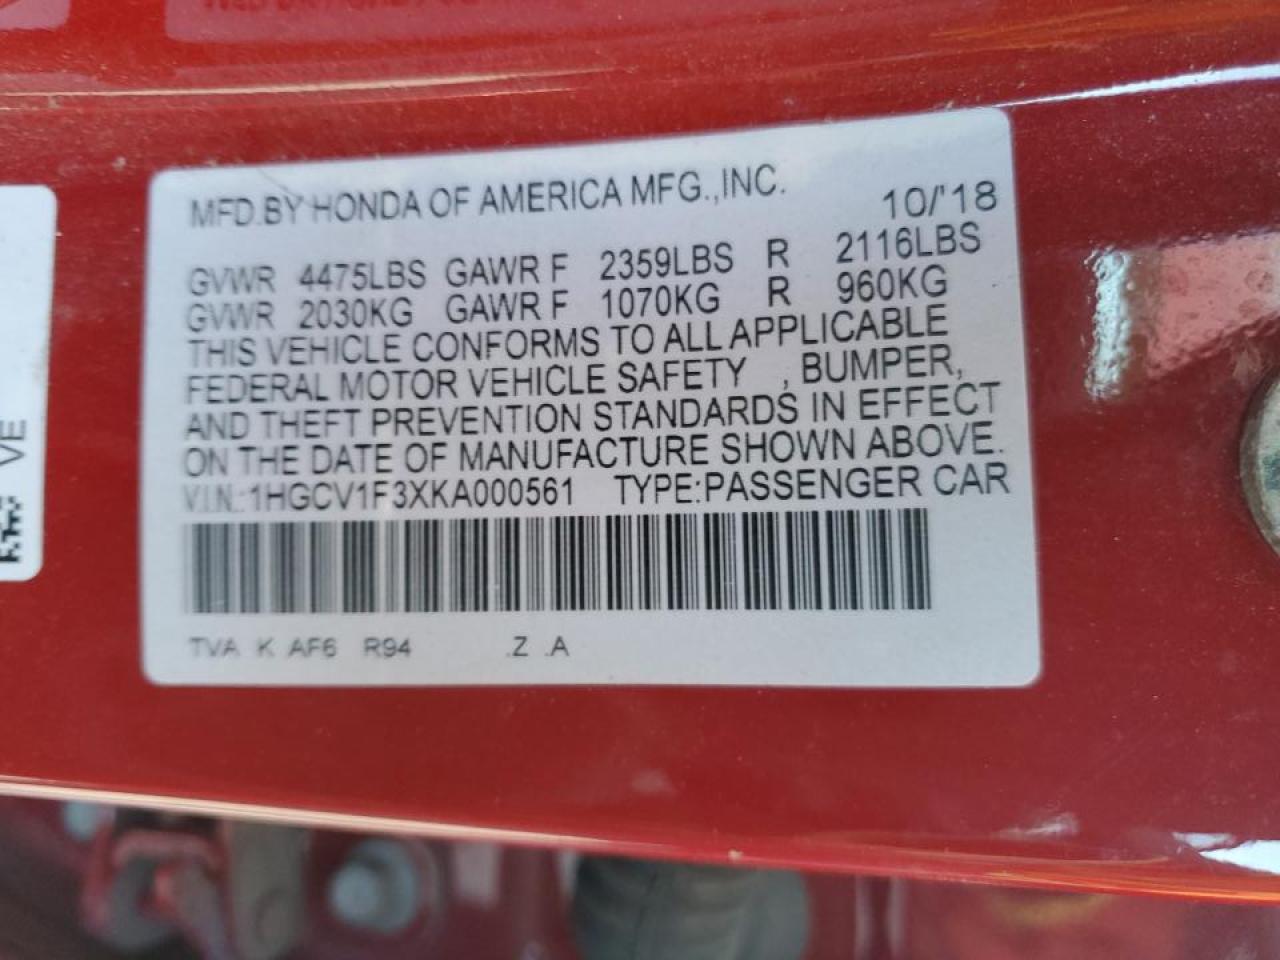 MFD.BY HONDA OF AMERICA MFG.,INC. 10/'18
GVWR 4475LBS GAWR F 2359LBS R 2116LBS
GVWR 2030KG GAWR F 1070KG R 960KG
THIS VEHICLE CONFORMS TO ALL APPLICABLE
FEDERAL MOTOR VEHICLE SAFETY , BUMPER,
AND THEFT PREVENTION STANDARDS IN EFFECT
ON THE DATE OF MANUFACTURE SHOWN ABOVE.
V.I.N.:1HGCV1F3XKA000561 TYPE:PASSENGER CAR
TVA K AF6 R94 .Z .A
VE